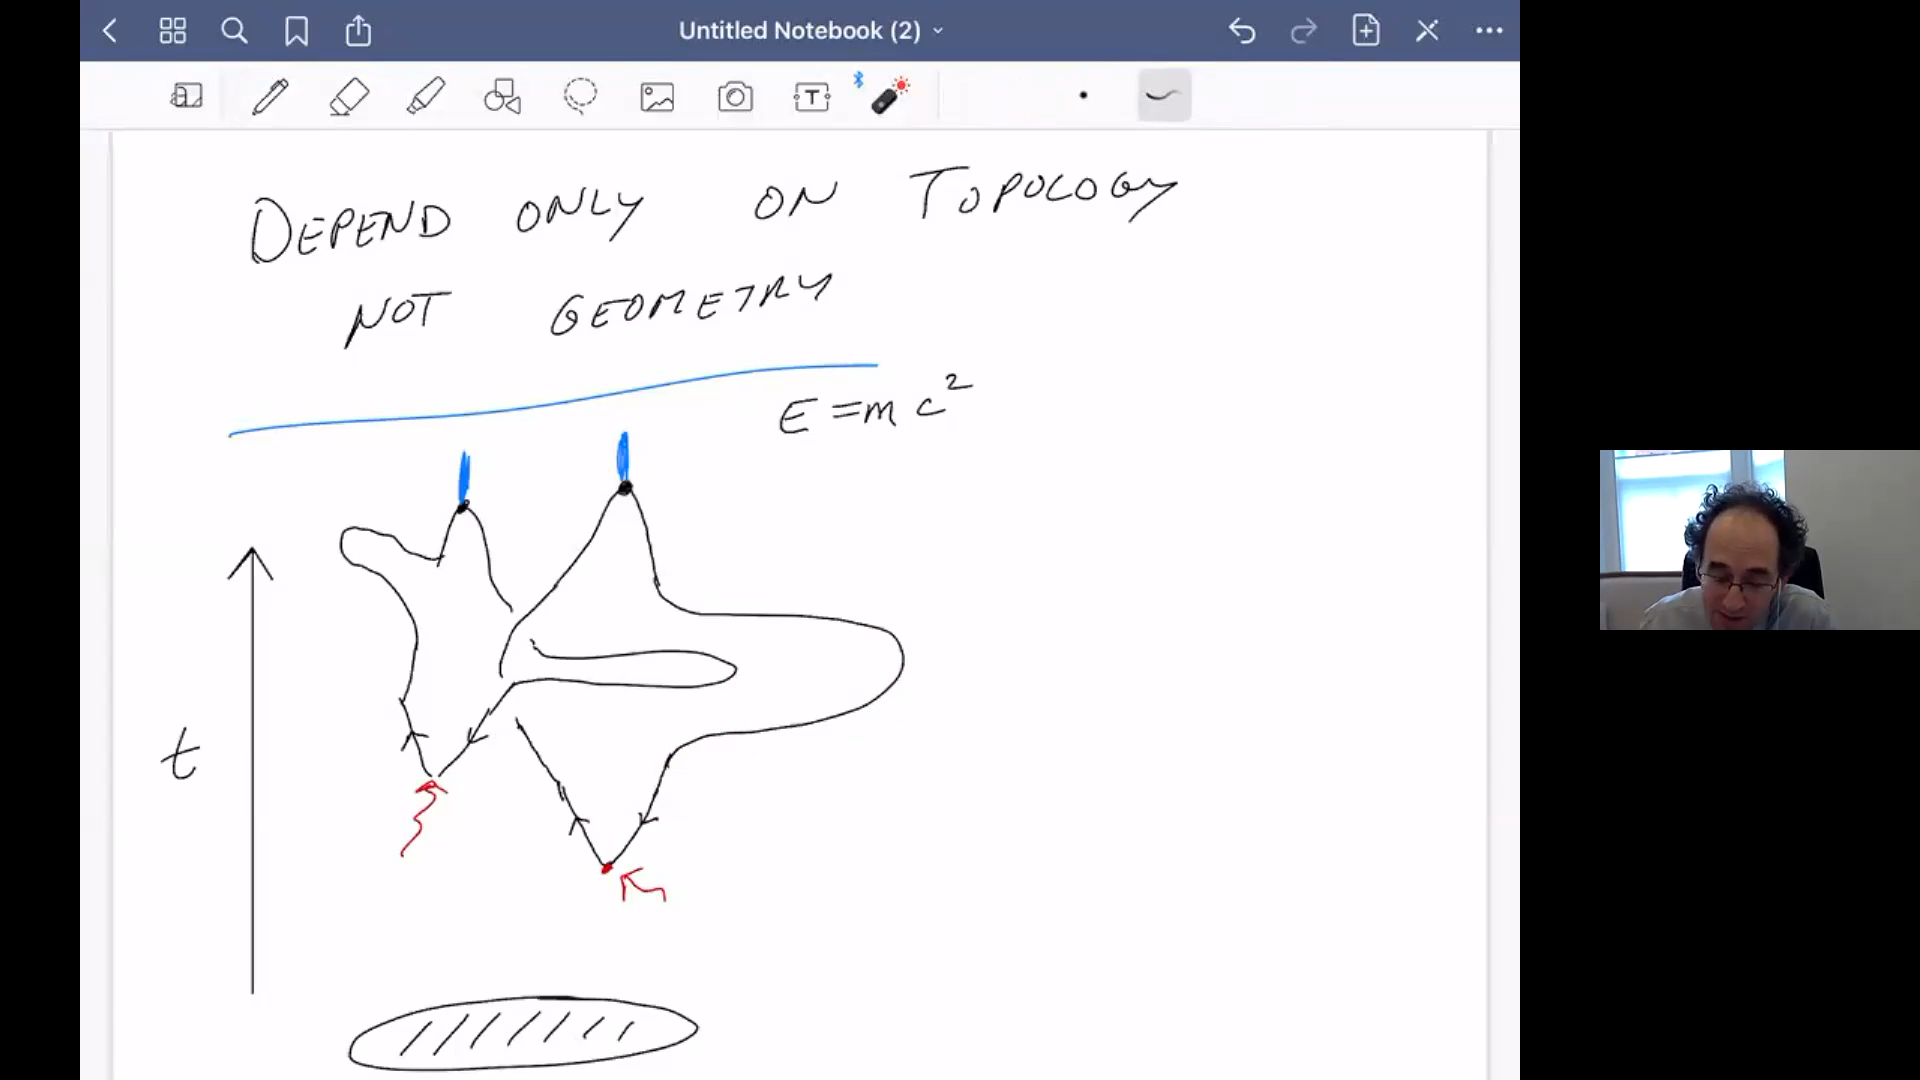 Untitled Notebook (2)
T
DEPEND ONLY ON TOPOLOGY
NOT GEOMETRY
E = mc²
t